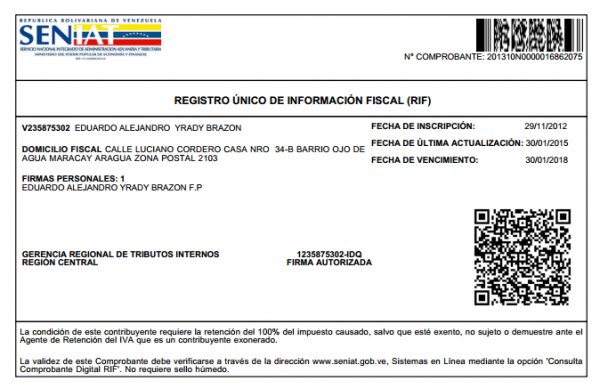 REPÚBLICA BOLIVARIANA DE VENEZUELA
SENIAT
SERVICIO NACIONAL INTEGRADO DE ADMINISTRACIÓN ADUANERA Y TRIBUTARIA
MINISTERIO DEL PODER POPULAR DE ECONOMÍA Y FINANZAS
N° COMPROBANTE: 201310N0000016862075
REGISTRO ÚNICO DE INFORMACIÓN FISCAL (RIF)
V235875302 EDUARDO ALEJANDRO YRADY BRAZON
FECHA DE INSCRIPCIÓN: 29/11/2012
DOMICILIO FISCAL CALLE LUCIANO CORDERO CASA NRO 34-B BARRIO OJO DE
AGUA MARACAY ARAGUA ZONA POSTAL 2103
FECHA DE ÚLTIMA ACTUALIZACIÓN: 30/01/2015
FECHA DE VENCIMIENTO: 30/01/2018
FIRMAS PERSONALES: 1
EDUARDO ALEJANDRO YRADY BRAZON F.P
GERENCIA REGIONAL DE TRIBUTOS INTERNOS
REGIÓN CENTRAL
1235875302-IDQ
FIRMA AUTORIZADA
La condición de este contribuyente requiere la retención del 100% del impuesto causado, salvo que esté exento, no sujeto o demuestre ante el
Agente de Retención del IVA que es un contribuyente exonerado.
La validez de este Comprobante debe verificarse a través de la dirección www.seniat.gob.ve, Sistemas en Línea mediante la opción "Consulta
Comprobante Digital RIF". No requiere sello húmedo.